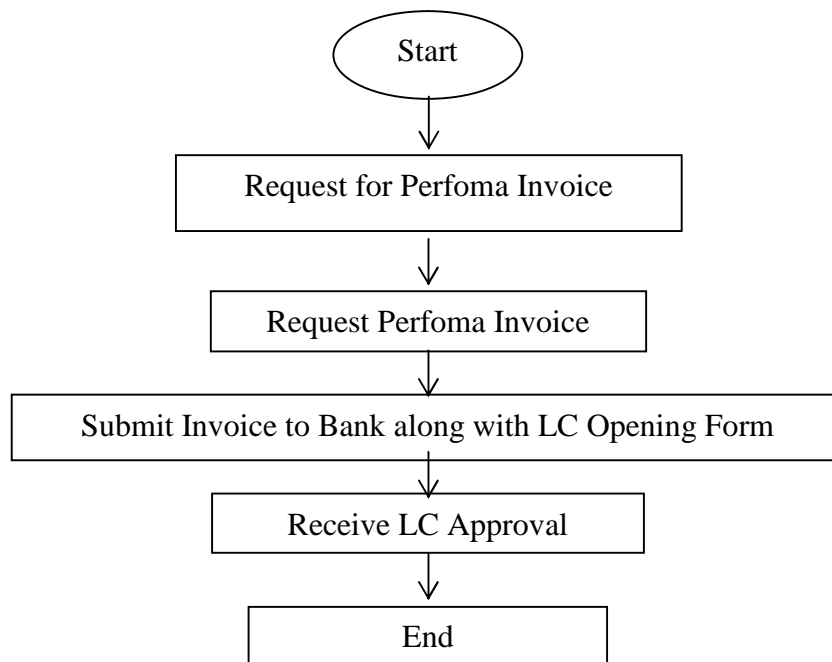 Start
Request for Perfoma Invoice
Request Perfoma Invoice
Submit Invoice to Bank along with LC Opening Form
Receive LC Approval
End